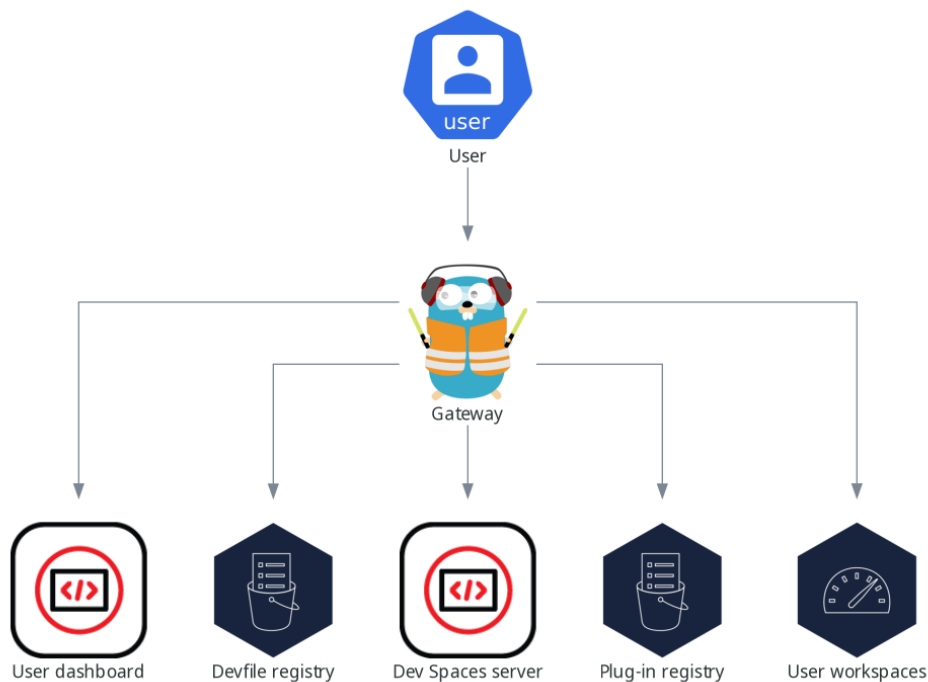 user
User
Gateway
</>
</>
User dashboard
Devfile registry
Dev Spaces server
Plug-in registry
User workspaces